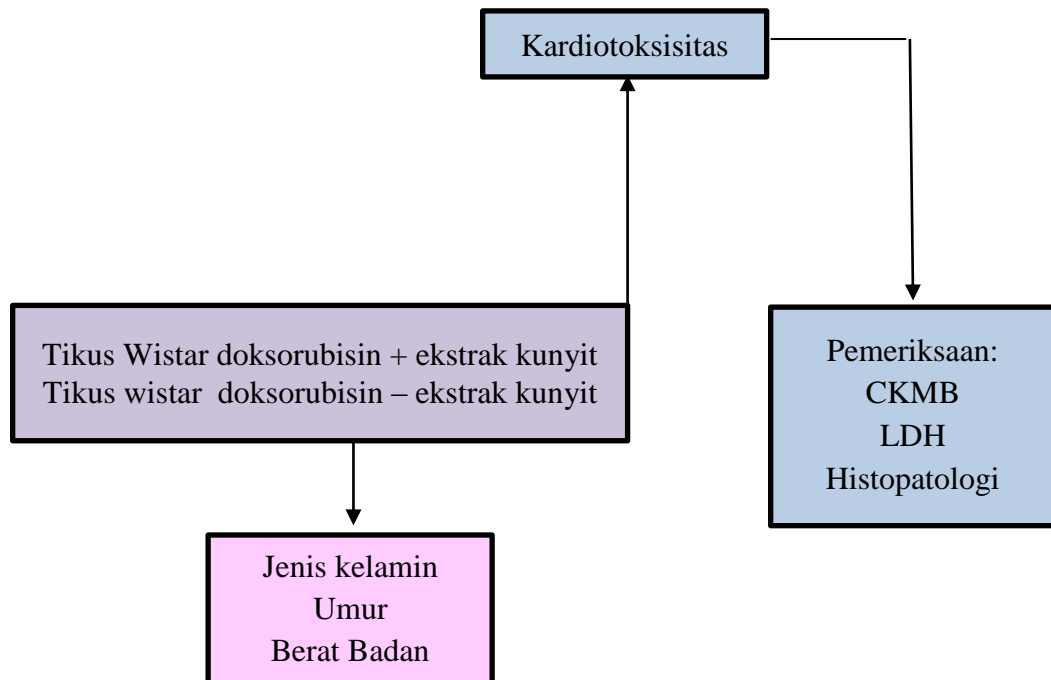 Kardiotoksisitas
Tikus Wistar doksorubisin + ekstrak kunyit
Tikus wistar doksorubisin – ekstrak kunyit
Pemeriksaan:
CKMB
LDH
Histopatologi
Jenis kelamin
Umur
Berat Badan